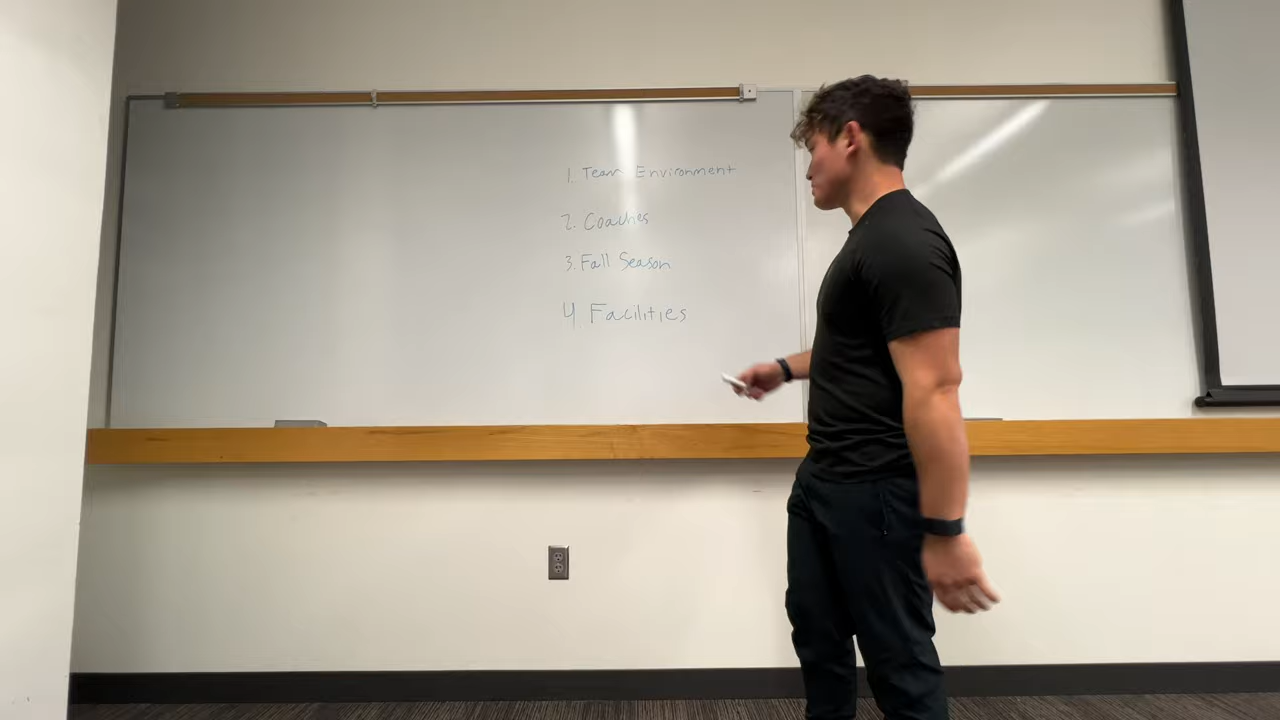 1. Team Environment
2. Coaches
3. Fall Season
4 Facilities